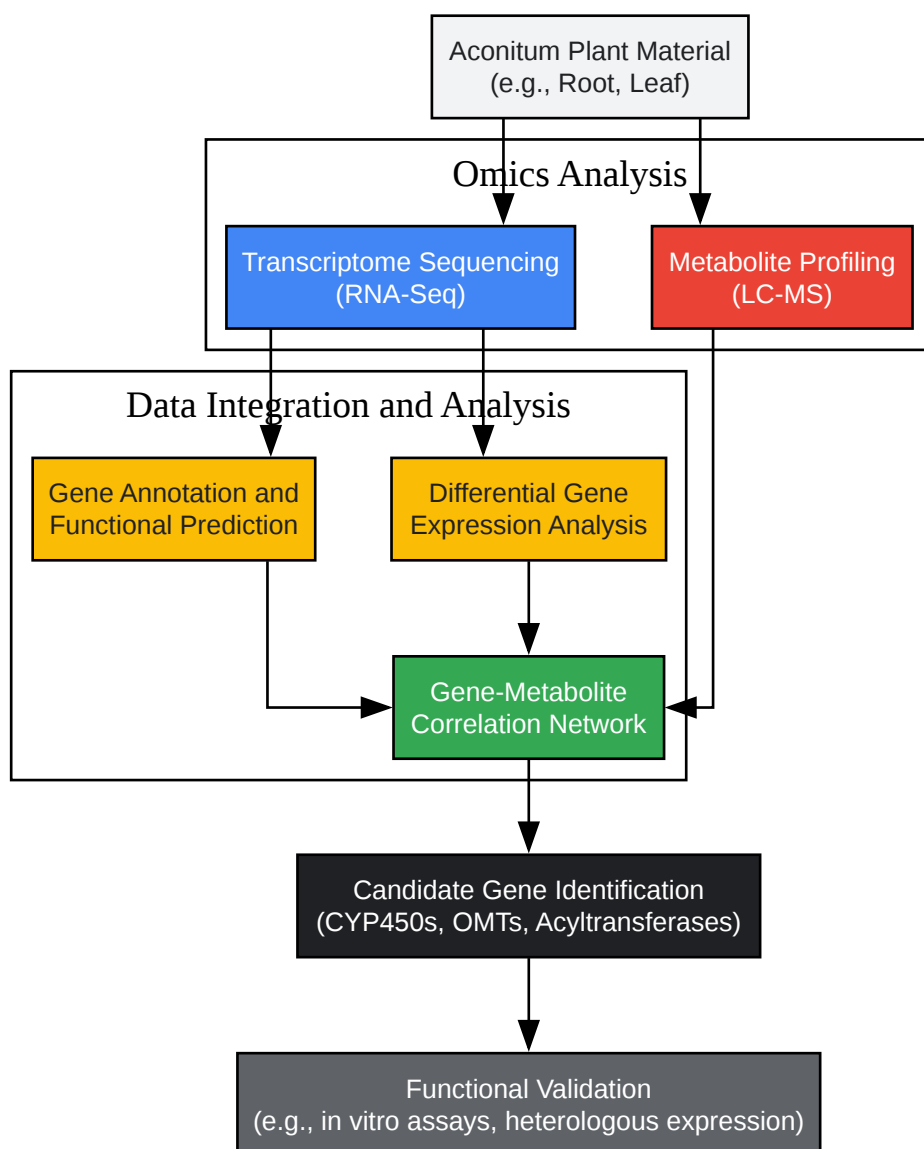 Aconitum Plant Material
(e.g., Root, Leaf)
Omics Analysis
Transcriptome Sequencing
(RNA-Seq)
Metabolite Profiling
(LC-MS)
Data Integration and Analysis
Gene Annotation and
Functional Prediction
Differential Gene
Expression Analysis
Gene-Metabolite
Correlation Network
Candidate Gene Identification
(CYP450s, OMTs, Acyltransferases)
Functional Validation
(e.g., in vitro assays, heterologous expression)